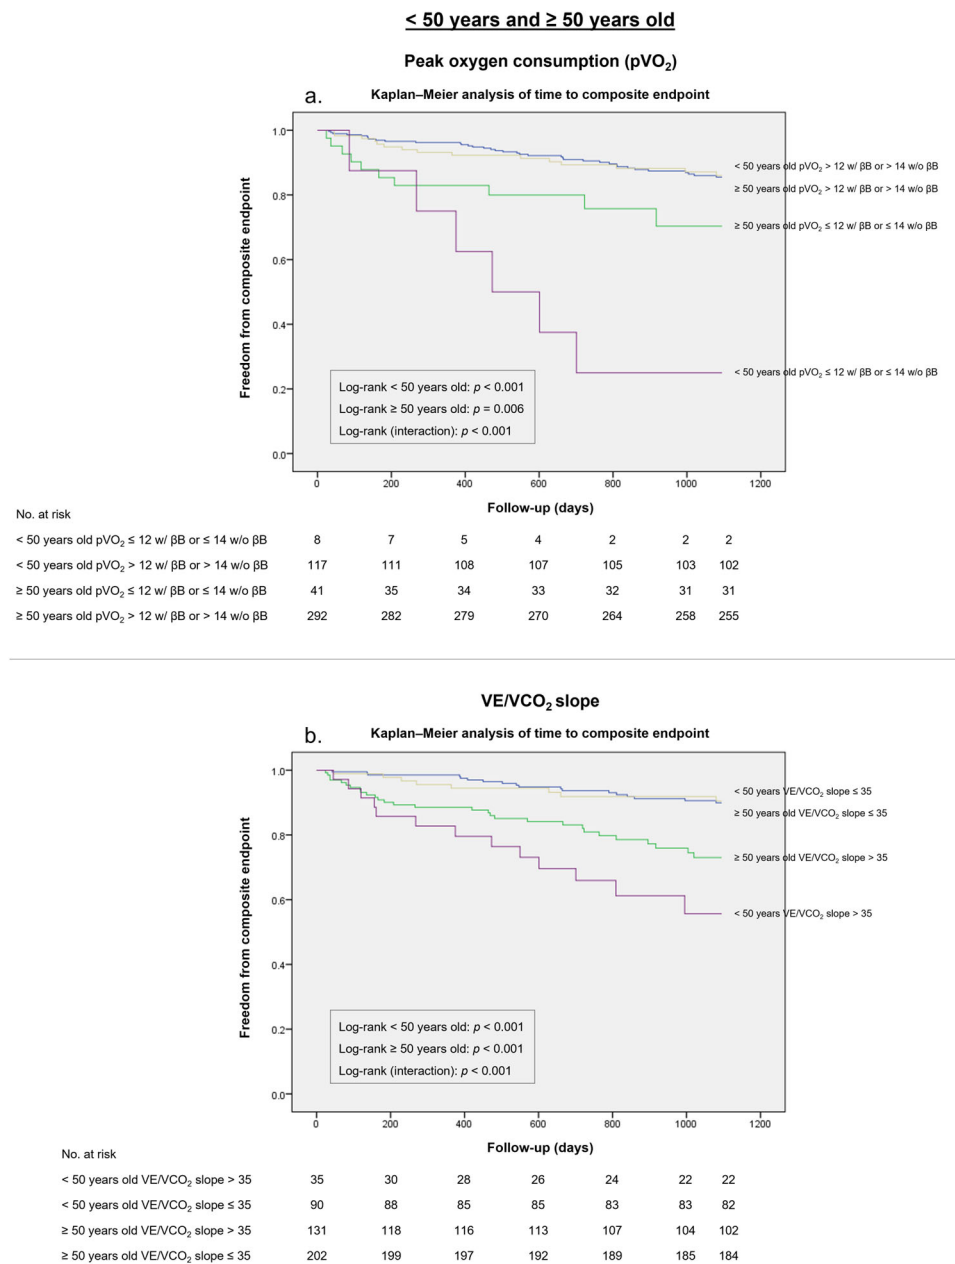 < 50 years and ≥ 50 years old
Peak oxygen consumption (pVO₂)
a.
Kaplan–Meier analysis of time to composite endpoint
Freedom from composite endpoint
1.0
0.8
0.6
0.4
0.2
0.0
< 50 years old pVO₂ > 12 w/ βB or > 14 w/o βB
≥ 50 years old pVO₂ > 12 w/ βB or > 14 w/o βB
≥ 50 years old pVO₂ ≤ 12 w/ βB or ≤ 14 w/o βB
< 50 years old pVO₂ ≤ 12 w/ βB or ≤ 14 w/o βB
Log-rank < 50 years old: p < 0.001
Log-rank ≥ 50 years old: p = 0.006
Log-rank (interaction): p < 0.001
0 200 400 600 800 1000 1200
Follow-up (days)
No. at risk
< 50 years old pVO₂ ≤ 12 w/ βB or ≤ 14 w/o βB 8 7 5 4 2 2 2
< 50 years old pVO₂ > 12 w/ βB or > 14 w/o βB 117 111 108 107 105 103 102
≥ 50 years old pVO₂ ≤ 12 w/ βB or ≤ 14 w/o βB 41 35 34 33 32 31 31
≥ 50 years old pVO₂ > 12 w/ βB or > 14 w/o βB 292 282 279 270 264 258 255
VE/VCO₂ slope
b.
Kaplan–Meier analysis of time to composite endpoint
Freedom from composite endpoint
1.0
0.8
0.6
0.4
0.2
0.0
< 50 years VE/VCO₂ slope ≤ 35
≥ 50 years old VE/VCO₂ slope ≤ 35
≥ 50 years old VE/VCO₂ slope > 35
< 50 years VE/VCO₂ slope > 35
Log-rank < 50 years old: p < 0.001
Log-rank ≥ 50 years old: p < 0.001
Log-rank (interaction): p < 0.001
0 200 400 600 800 1000 1200
Follow-up (days)
No. at risk
< 50 years old VE/VCO₂ slope > 35 35 30 28 26 24 22 22
< 50 years old VE/VCO₂ slope ≤ 35 90 88 85 85 83 83 82
≥ 50 years old VE/VCO₂ slope > 35 131 118 116 113 107 104 102
≥ 50 years old VE/VCO₂ slope ≤ 35 202 199 197 192 189 185 184